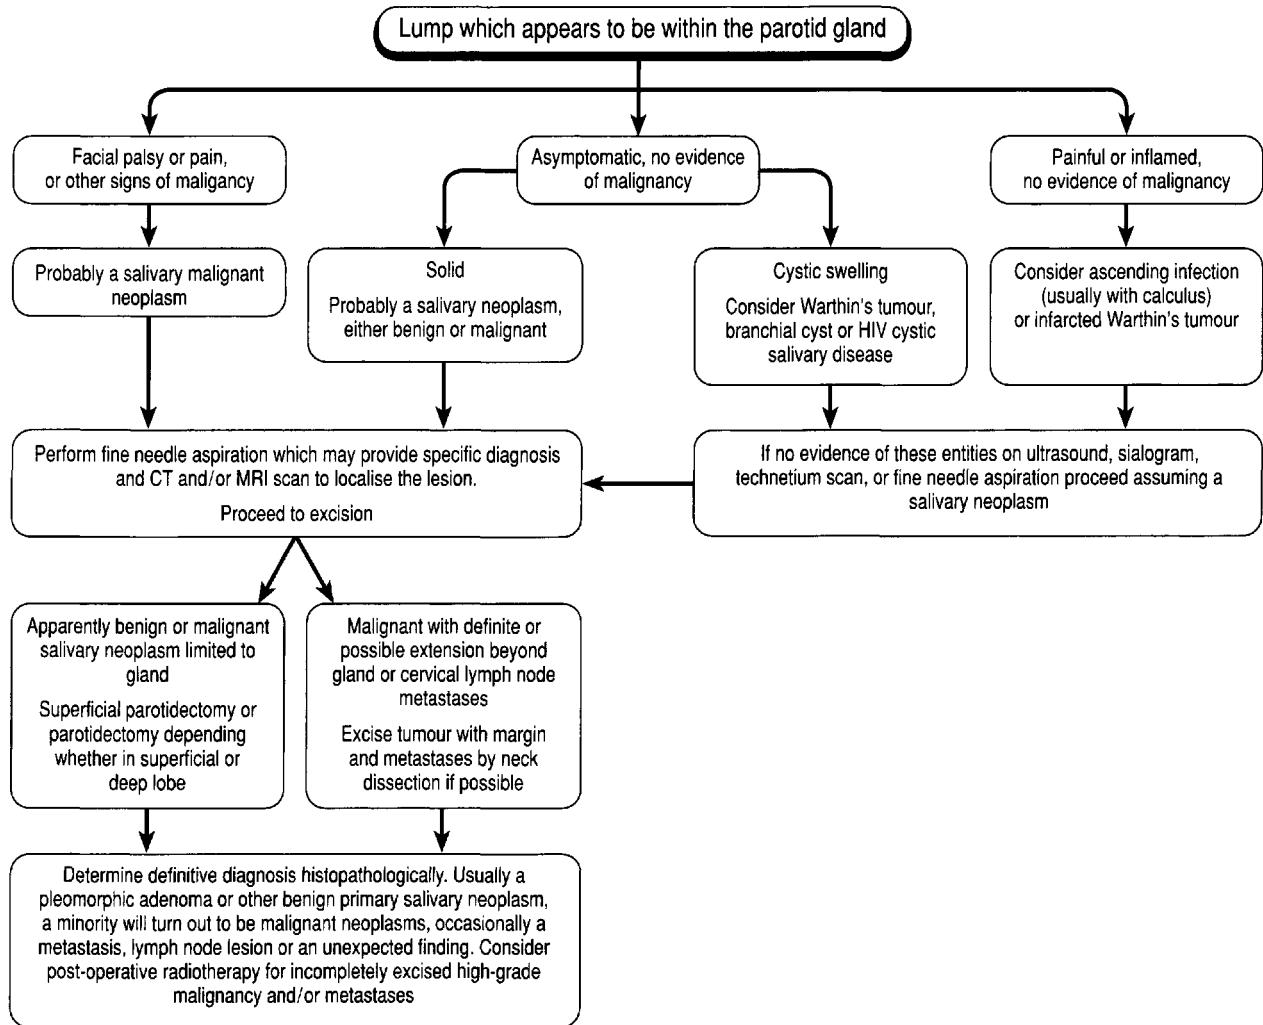 Lump which appears to be within the parotid gland
Facial palsy or pain,
or other signs of maligancy
Asymptomatic, no evidence
of malignancy
Painful or inflamed,
no evidence of malignancy
Probably a salivary malignant
neoplasm
Solid
Probably a salivary neoplasm,
either benign or malignant
Cystic swelling
Consider Warthin's tumour,
branchial cyst or HIV cystic
salivary disease
Consider ascending infection
(usually with calculus)
or infarcted Warthin's tumour
Perform fine needle aspiration which may provide specific diagnosis
and CT and/or MRI scan to localise the lesion.
Proceed to excision
If no evidence of these entities on ultrasound, sialogram,
technetium scan, or fine needle aspiration proceed assuming a
salivary neoplasm
Apparently benign or malignant
salivary neoplasm limited to
gland
Superficial parotidectomy or
parotidectomy depending
whether in superficial or
deep lobe
Malignant with definite or
possible extension beyond
gland or cervical lymph node
metastases
Excise tumour with margin
and metastases by neck
dissection if possible
Determine definitive diagnosis histopathologically. Usually a
pleomorphic adenoma or other benign primary salivary neoplasm,
a minority will turn out to be malignant neoplasms, occasionally a
metastasis, lymph node lesion or an unexpected finding. Consider
post-operative radiotherapy for incompletely excised high-grade
malignancy and/or metastases